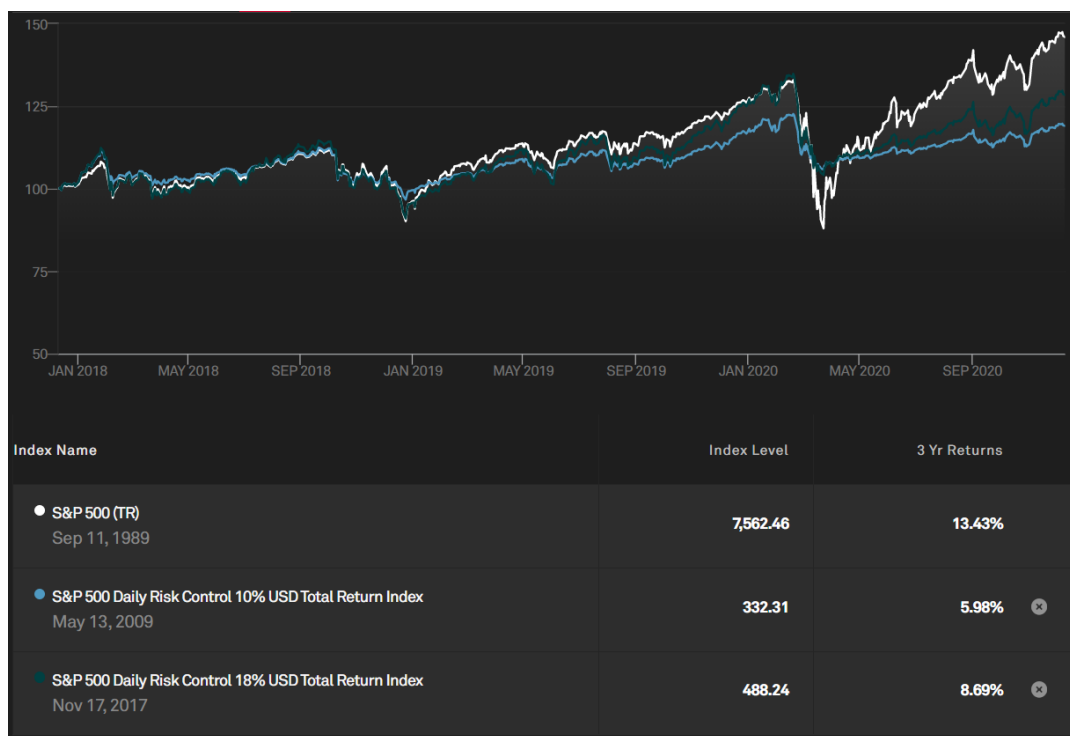 150
125
100
75
50
JAN 2018 MAY 2018 SEP 2018 JAN 2019 MAY 2019 SEP 2019 JAN 2020 MAY 2020 SEP 2020
Index Name Index Level 3 Yr Returns
S&P 500 (TR)
Sep 11, 1989
7,562.46 13.43%
S&P 500 Daily Risk Control 10% USD Total Return Index
May 13, 2009
332.31 5.98%
S&P 500 Daily Risk Control 18% USD Total Return Index
Nov 17, 2017
488.24 8.69%